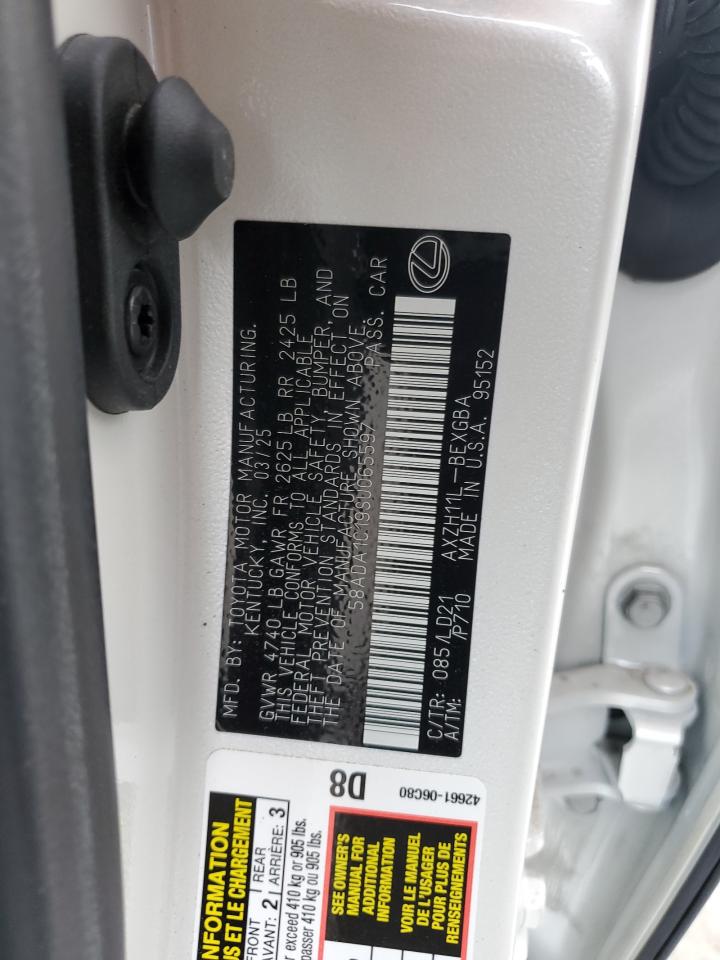 MFD. BY: TOYOTA MOTOR MANUFACTURING.
KENTUCKY, INC. 03/25
GVWR 4740 LB GAWR FR 2625 LB RR 2425 LB
THIS VEHICLE CONFORMS TO ALL APPLICABLE
FEDERAL MOTOR VEHICLE SAFETY, BUMPER, AND
THEFT PREVENTION STANDARDS IN EFFECT ON
THE DATE OF MANUFACTURE SHOWN ABOVE.
58ADA1C19SU065597 PASS. CAR
C/TR: 085/LD21 AXZH11L-BEXGBA
A/TM: /P710 MADE IN U.S.A. 95152
INFORMATION
ET LE CHARGEMENT
FRONT
AVANT: 2
REAR
ARRIÈRE: 3
exceed 410 kg or 905 lbs.
410 kg ou 905 lbs.
D8
42661-06C80
SEE OWNER'S
MANUAL FOR
ADDITIONAL
INFORMATION
VOIR LE MANUEL
DE L'USAGER
POUR PLUS DE
RENSEIGNEMENTS